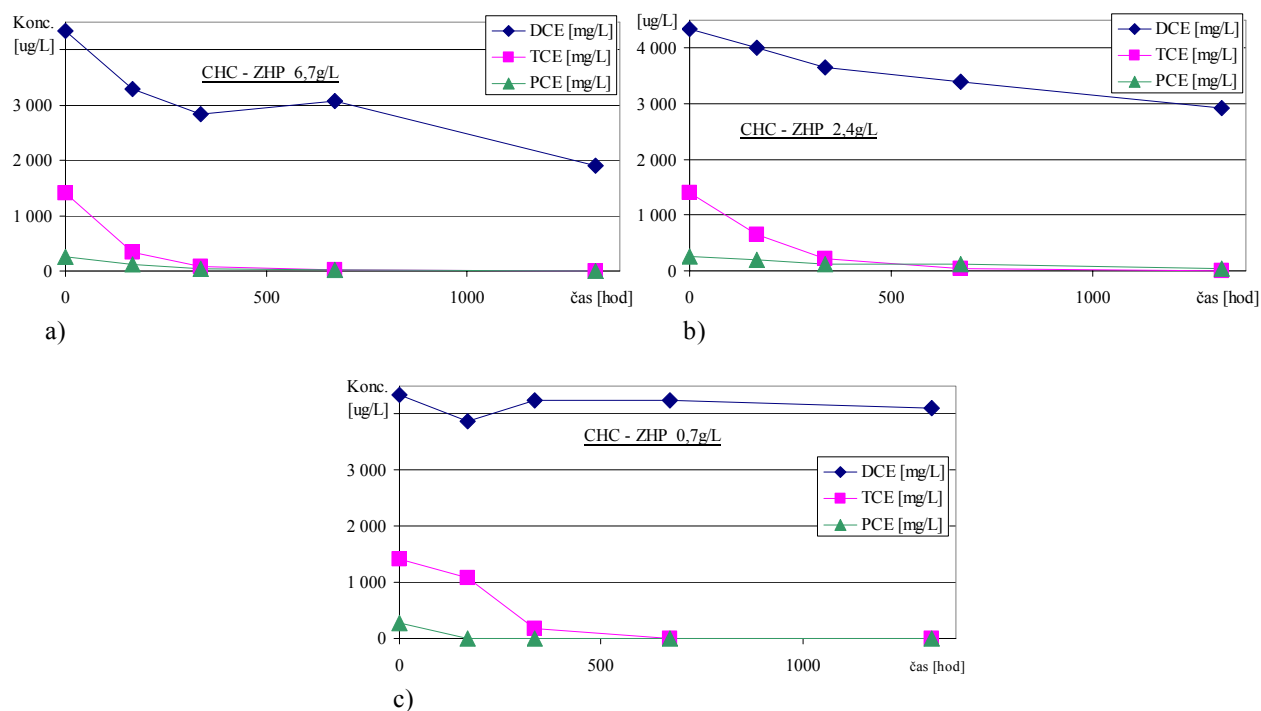 Konc.
[ug/L]
3 000
2 000
1 000
0
0
500
1000
čas [hod]
CHC - ZHP 6,7g/L
DCE [mg/L]
TCE [mg/L]
PCE [mg/L]
a)
[ug/L]
4 000
3 000
2 000
1 000
0
0
500
1000
čas [hod]
CHC - ZHP 2,4g/L
DCE [mg/L]
TCE [mg/L]
PCE [mg/L]
b)
Konc.
[ug/L]
3 000
2 000
1 000
0
0
500
1000
čas [hod]
CHC - ZHP 0,7g/L
DCE [mg/L]
TCE [mg/L]
PCE [mg/L]
c)